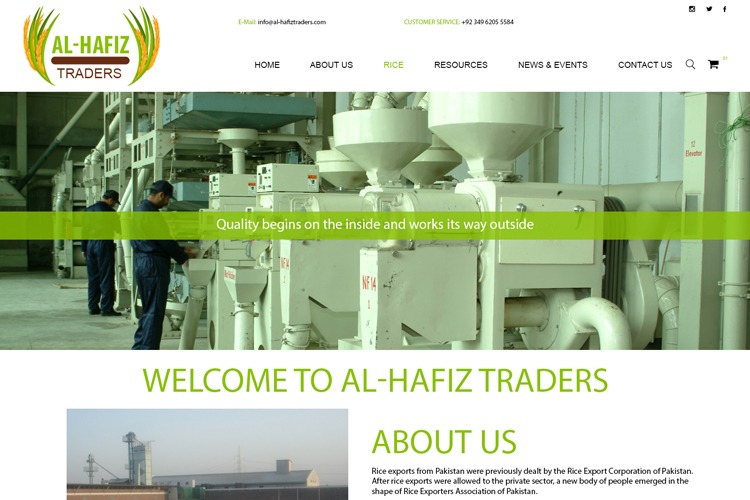 AL-HAFIZ
TRADERS
E-Mail: info@al-hafiztraders.com
CUSTOMER SERVICE: +92 349 6205 5584
HOME
ABOUT US
RICE
RESOURCES
NEWS & EVENTS
CONTACT US
12
Elevator
Quality begins on the inside and works its way outside
NF 14
WELCOME TO AL-HAFIZ TRADERS
ABOUT US
Rice exports from Pakistan were previously dealt by the Rice Export Corporation of Pakistan.
After rice exports were allowed to the private sector, a new body of people emerged in the
shape of Rice Exporters Association of Pakistan.